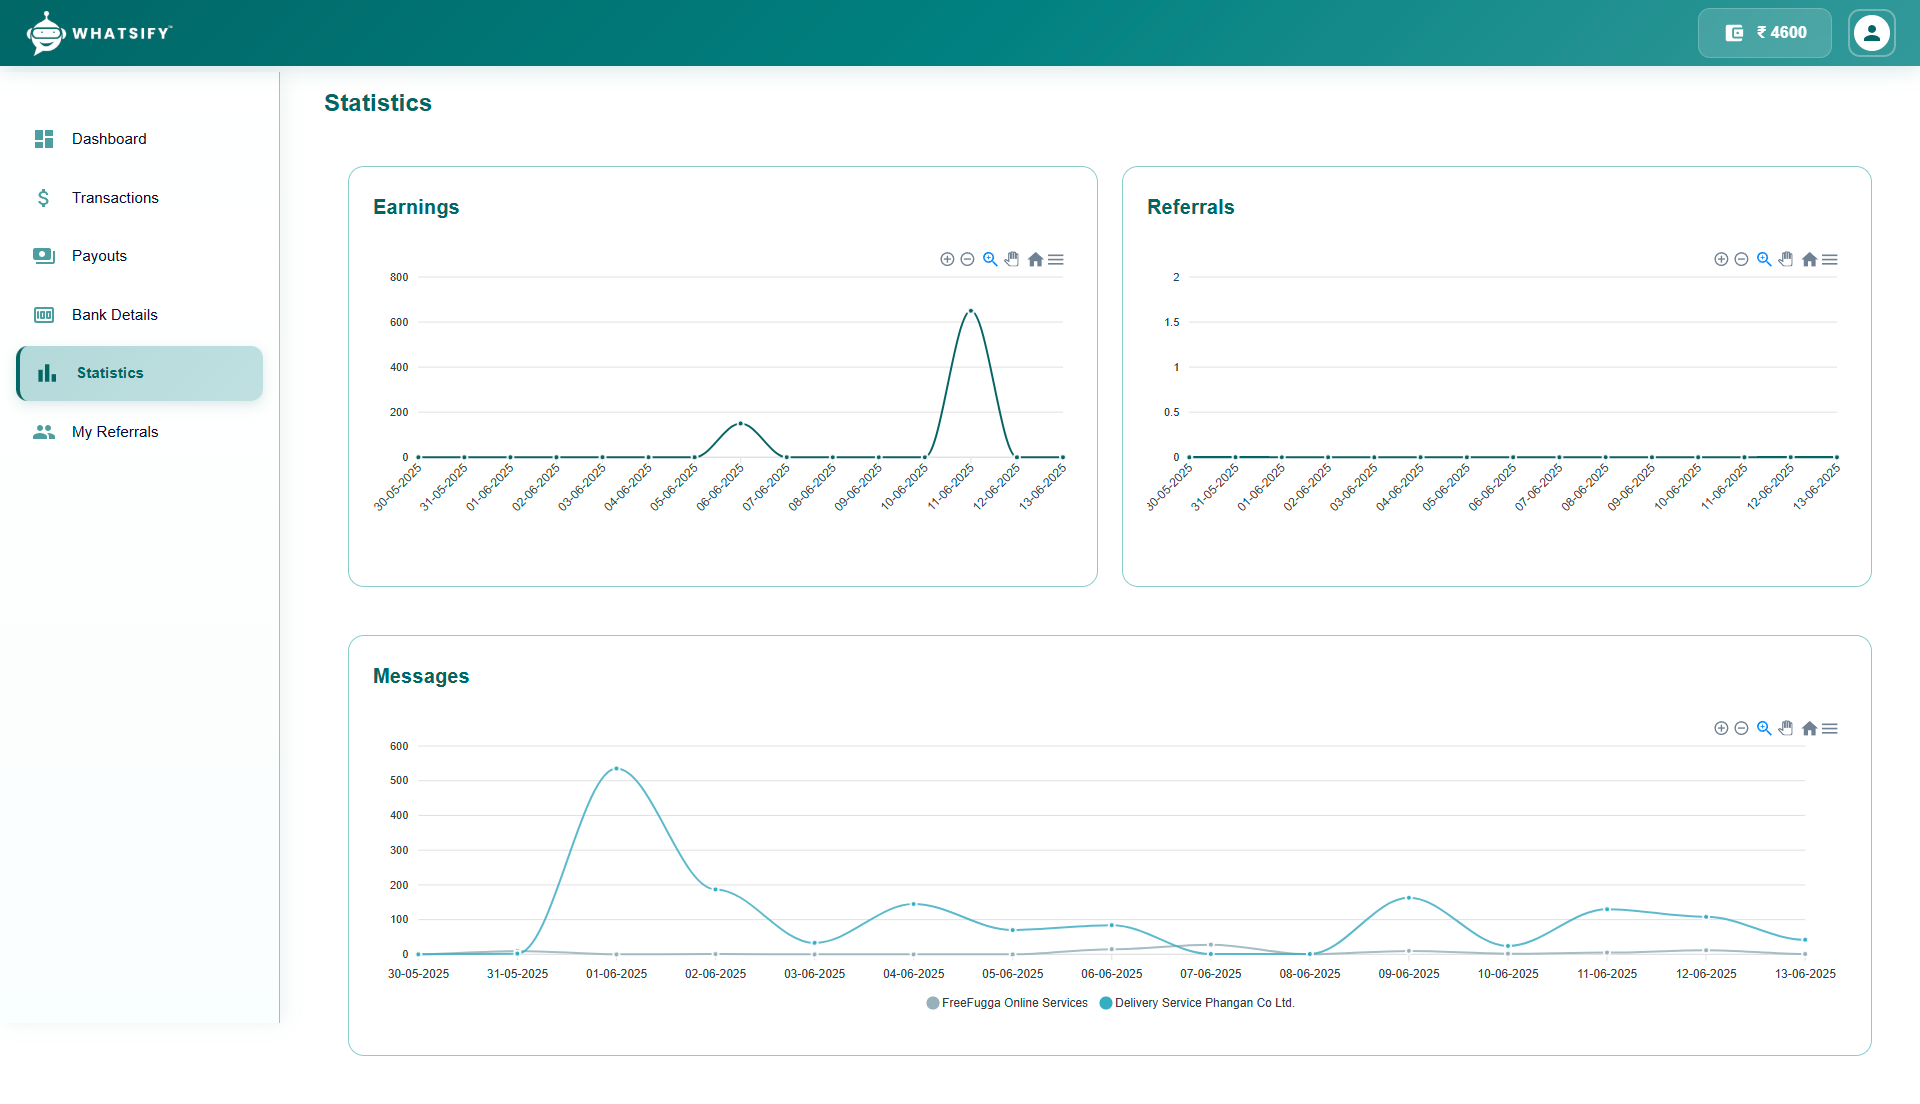 WHATSIFY™
₹ 4600
Dashboard
Transactions
Payouts
Bank Details
Statistics
My Referrals
Statistics
Earnings
800
600
400
200
0
30-05-2025 31-05-2025 01-06-2025 02-06-2025 03-06-2025 04-06-2025 05-06-2025 06-06-2025 07-06-2025 08-06-2025 09-06-2025 10-06-2025 11-06-2025 12-06-2025 13-06-2025
Referrals
2
1.5
1
0.5
0
30-05-2025 31-05-2025 01-06-2025 02-06-2025 03-06-2025 04-06-2025 05-06-2025 06-06-2025 07-06-2025 08-06-2025 09-06-2025 10-06-2025 11-06-2025 12-06-2025 13-06-2025
Messages
600
500
400
300
200
100
0
30-05-2025 31-05-2025 01-06-2025 02-06-2025 03-06-2025 04-06-2025 05-06-2025 06-06-2025 07-06-2025 08-06-2025 09-06-2025 10-06-2025 11-06-2025 12-06-2025 13-06-2025
FreeFugga Online Services Delivery Service Phangan Co Ltd.